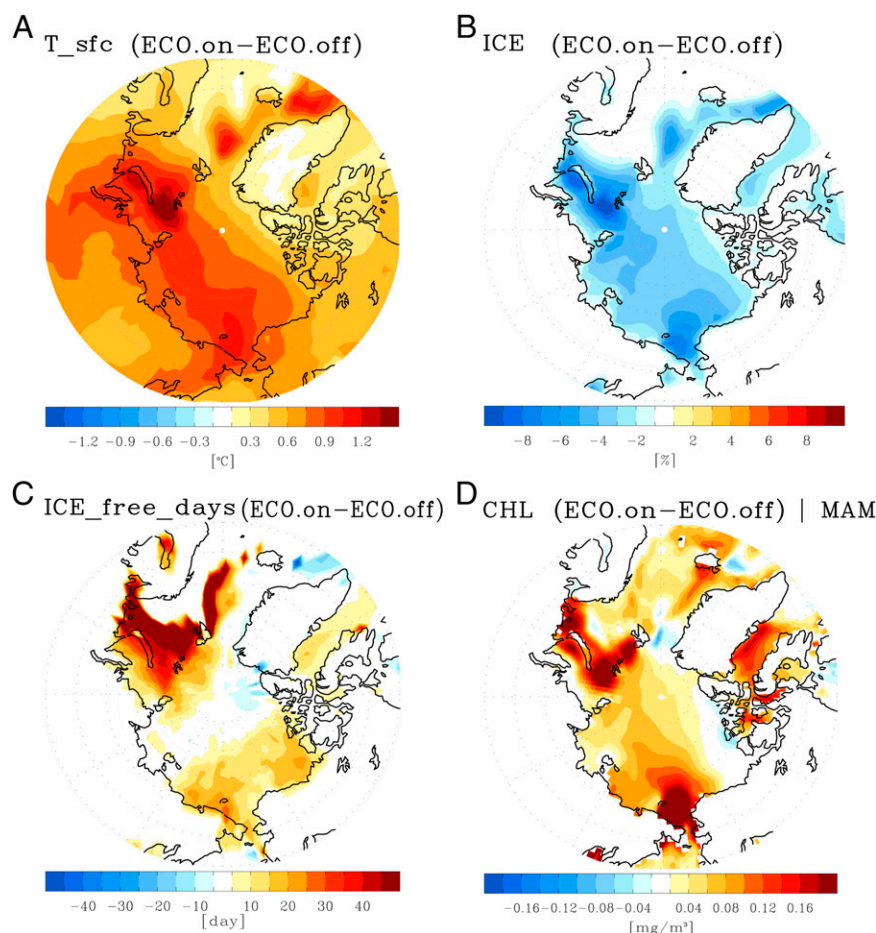 A
T_sfc (ECO.on−ECO.off)
-1.2 -0.9 -0.6 -0.3 0.3 0.6 0.9 1.2
[°C]
B
ICE (ECO.on−ECO.off)
-8 -6 -4 -2 2 4 6 8
[%]
C
ICE_free_days(ECO.on−ECO.off)
-40 -30 -20 -10 0 10 20 30 40
[day]
D
CHL (ECO.on−ECO.off) | MAM
-0.16-0.12-0.08-0.04 0.04 0.08 0.12 0.16
[mg/m³]